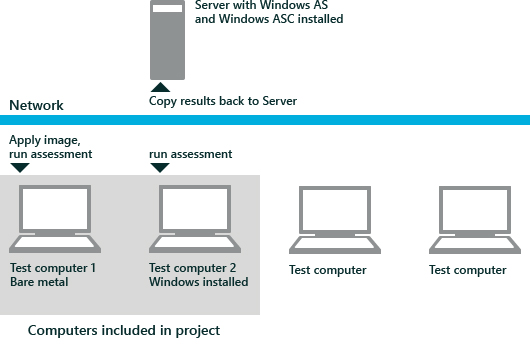 Server with Windows AS
and Windows ASC installed
Copy results back to Server
Network
Apply image,
run assessment
run assessment
Test computer 1
Bare metal
Test computer 2
Windows installed
Test computer
Test computer
Computers included in project